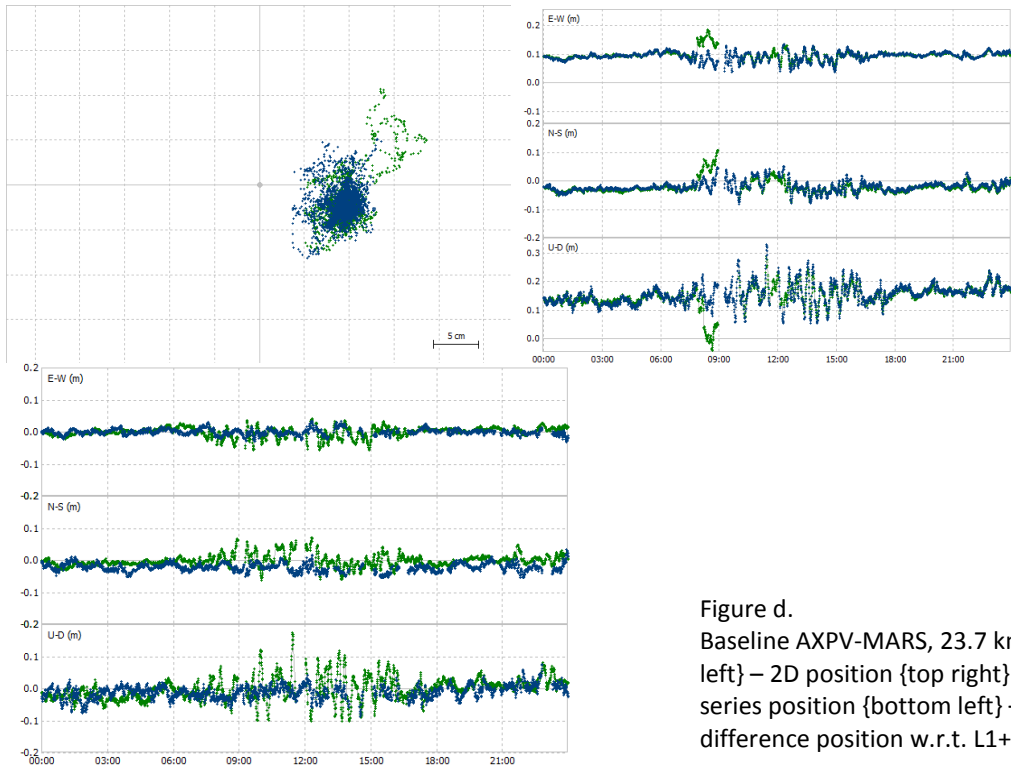 5 cm
E-W (m)
0.2
0.1
0.0
-0.1
0.2
N-S (m)
0.1
0.0
-0.1
-0.2
U-D (m)
0.3
0.2
0.1
0.0
00:00 03:00 06:00 09:00 12:00 15:00 18:00 21:00
0.2
E-W (m)
0.1
0.0
-0.1
-0.2
N-S (m)
0.1
0.0
-0.1
-0.2
U-D (m)
0.1
0.0
-0.1
-0.2
00:00 03:00 06:00 09:00 12:00 15:00 18:00 21:00
Figure d.
Baseline AXPV-MARS, 23.7 km
left} – 2D position {top right}
series position {bottom left} -
difference position w.r.t. L1+